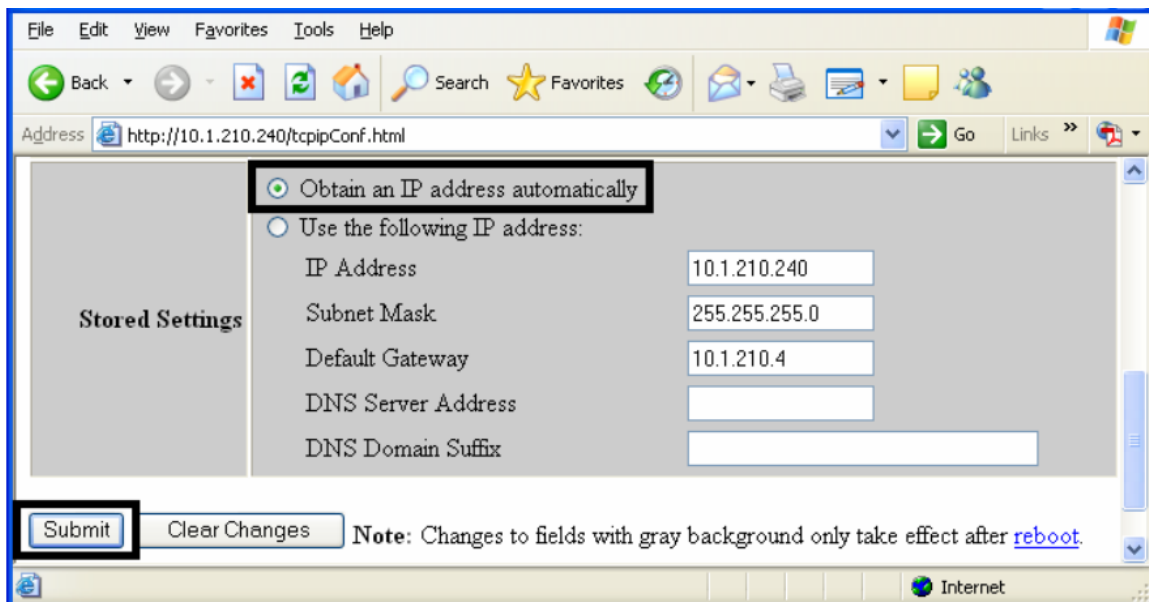 File Edit View Favorites Tools Help
Back Search Favorites
Address http://10.1.210.240/tcpipConf.html Go Links »
Obtain an IP address automatically
Use the following IP address:
IP Address 10.1.210.240
Stored Settings
Subnet Mask 255.255.255.0
Default Gateway 10.1.210.4
DNS Server Address
DNS Domain Suffix
Submit Clear Changes Note: Changes to fields with gray background only take effect after reboot.
Internet